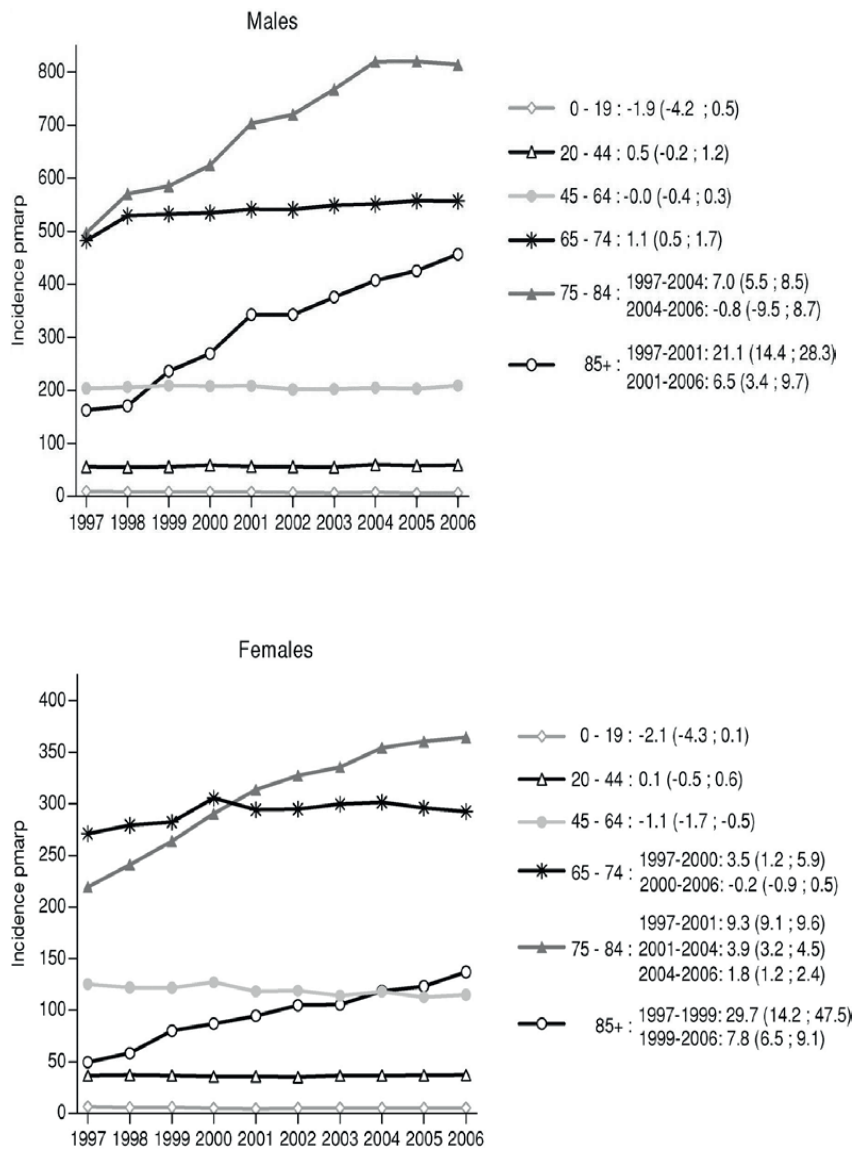 Males
Incidence pmarp
800
700
600
500
400
300
200
100
0
1997 1998 1999 2000 2001 2002 2003 2004 2005 2006
0 - 19 : -1.9 (-4.2 ; 0.5)
20 - 44 : 0.5 (-0.2 ; 1.2)
45 - 64 : -0.0 (-0.4 ; 0.3)
65 - 74 : 1.1 (0.5 ; 1.7)
75 - 84 : 1997-2004: 7.0 (5.5 ; 8.5)
2004-2006: -0.8 (-9.5 ; 8.7)
85+ : 1997-2001: 21.1 (14.4 ; 28.3)
2001-2006: 6.5 (3.4 ; 9.7)
Females
Incidence pmarp
400
350
300
250
200
150
100
50
0
1997 1998 1999 2000 2001 2002 2003 2004 2005 2006
0 - 19 : -2.1 (-4.3 ; 0.1)
20 - 44 : 0.1 (-0.5 ; 0.6)
45 - 64 : -1.1 (-1.7 ; -0.5)
65 - 74 : 1997-2000: 3.5 (1.2 ; 5.9)
2000-2006: -0.2 (-0.9 ; 0.5)
75 - 84 : 1997-2001: 9.3 (9.1 ; 9.6)
2001-2004: 3.9 (3.2 ; 4.5)
2004-2006: 1.8 (1.2 ; 2.4)
85+ : 1997-1999: 29.7 (14.2 ; 47.5)
1999-2006: 7.8 (6.5 ; 9.1)